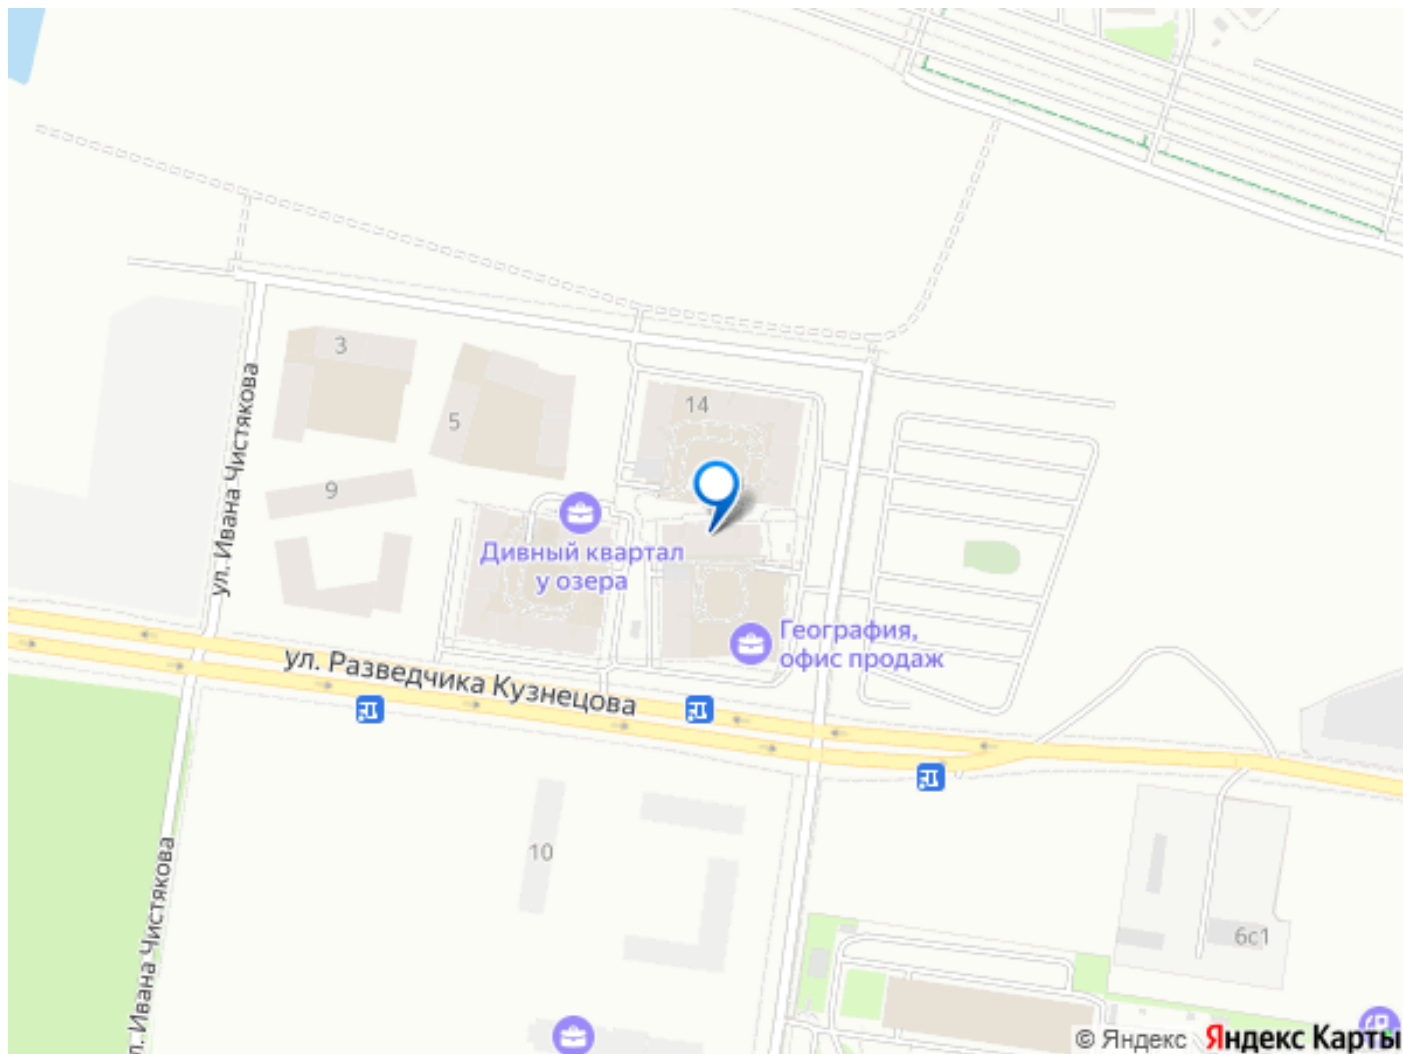 3
14
5
ул. Ивана Чистякова
9
Дивный квартал
у озера
География,
офис продаж
ул. Разведчика Кузнецова
10
л. Ивана Чистякова
6с1
© Яндекс Яндекс Карты